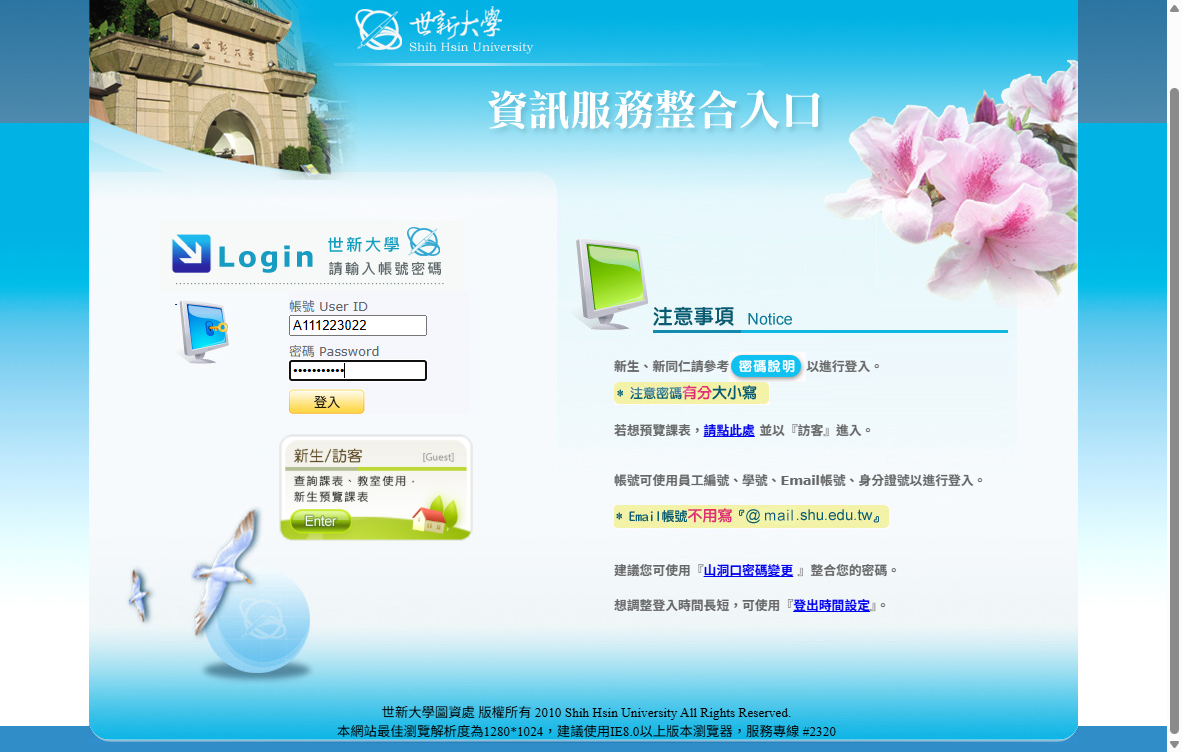 世新大學
世新大學
Shih Hsin University
資訊服務整合入口
Login 世新大學
請輸入帳號密碼
帳號 User ID
A111223022
密碼 Password
•••••••••••
登入
新生/訪客 [Guest]
查詢課表、教室使用．
新生預覽課表
Enter
注意事項 Notice
新生、新同仁請參考 密碼說明 以進行登入。
* 注意密碼有分大小寫
若想預覽課表，請點此處 並以『訪客』進入。
帳號可使用員工編號、學號、Email帳號、身分證號以進行登入。
* Email帳號不用寫『@mail.shu.edu.tw』
建議您可使用『山洞口密碼變更 』整合您的密碼。
想調整登入時間長短，可使用『登出時間設定』。
世新大學圖資處 版權所有 2010 Shih Hsin University All Rights Reserved.
本網站最佳瀏覽解析度為1280*1024，建議使用IE8.0以上版本瀏覽器，服務專線 #2320